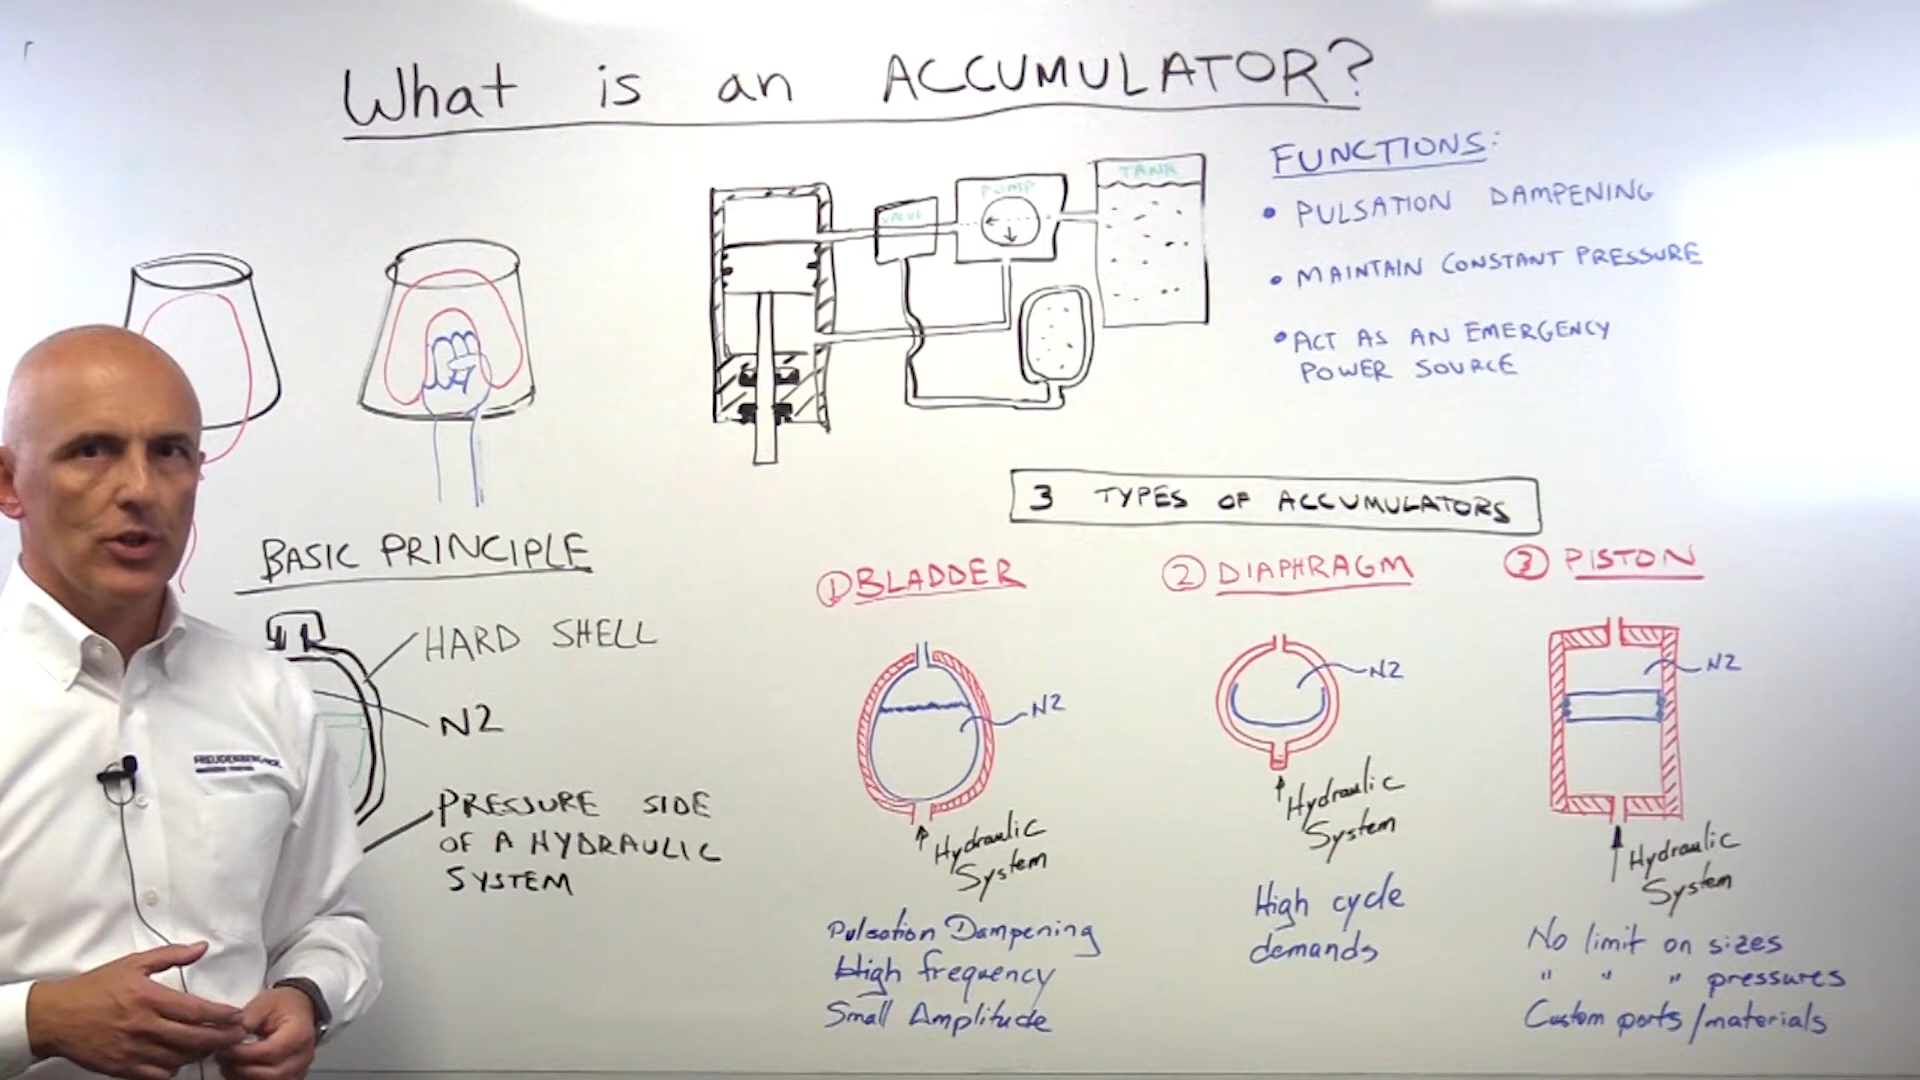 What is an ACCUMULATOR?
FUNCTIONS:
• PULSATION DAMPENING
• MAINTAIN CONSTANT PRESSURE
• ACT AS AN EMERGENCY
POWER SOURCE
VALVE
PUMP
TANK
BASIC PRINCIPLE
HARD SHELL
N2
PRESSURE SIDE
OF A HYDRAULIC
SYSTEM
3 TYPES OF ACCUMULATORS
① BLADDER
N2
Hydraulic
System
Pulsation Dampening
High frequency
Small Amplitude
② DIAPHRAGM
N2
Hydraulic
System
High cycle
demands
③ PISTON
N2
Hydraulic
System
No limit on sizes
" " " pressures
Custom ports/materials